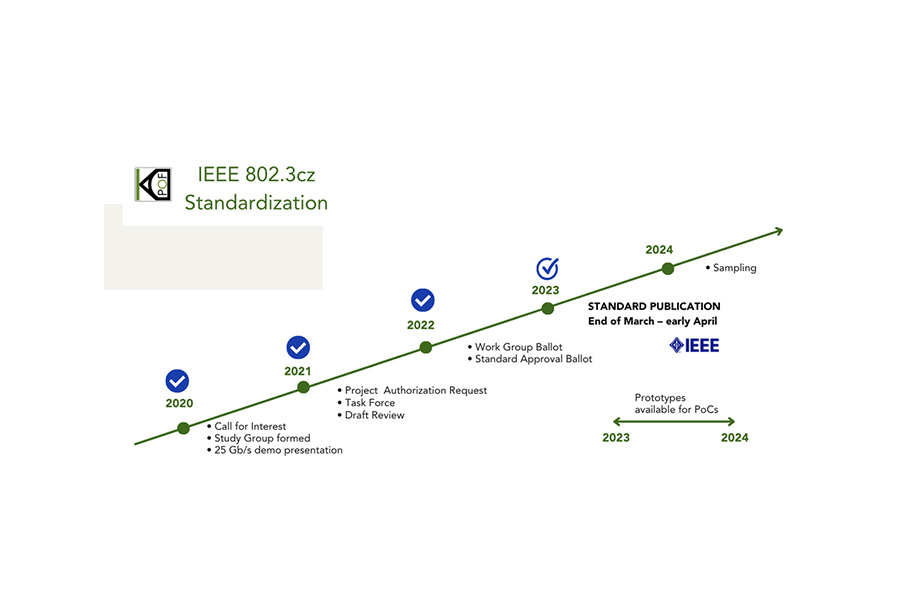 KD
POF
IEEE 802.3cz
Standardization
2020
• Call for Interest
• Study Group formed
• 25 Gb/s demo presentation
2021
• Project Authorization Request
• Task Force
• Draft Review
2022
• Work Group Ballot
• Standard Approval Ballot
2023
STANDARD PUBLICATION
End of March – early April
IEEE
2024
• Sampling
Prototypes
available for PoCs
2023
2024